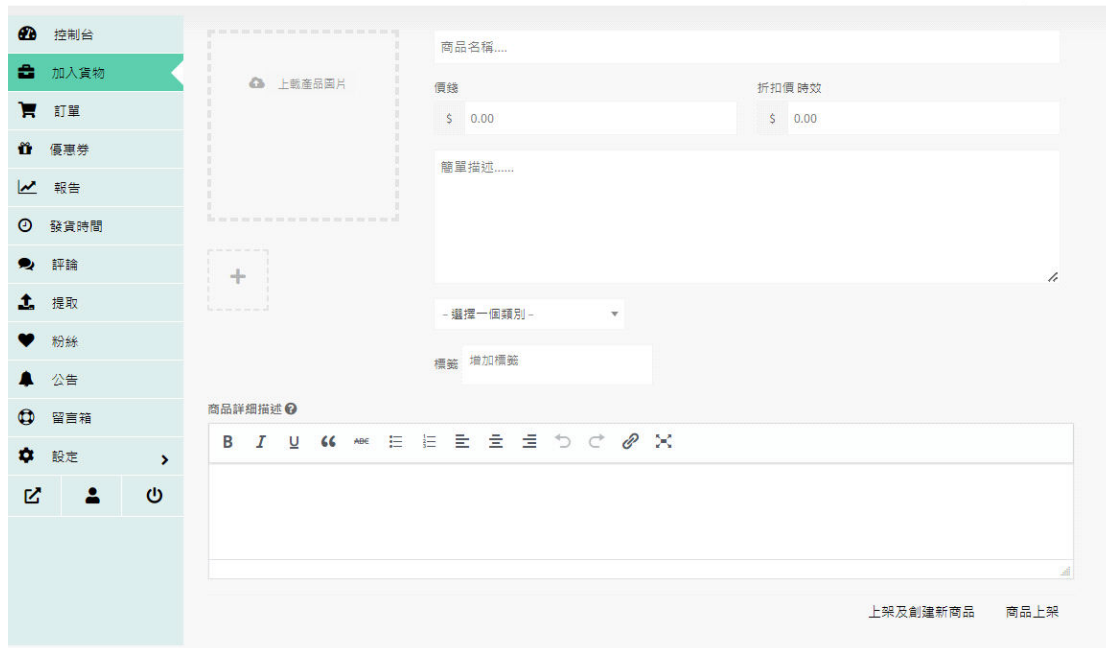 控制台
加入貨物
訂單
優惠券
報告
發貨時間
評論
提取
粉絲
公告
留言箱
設定
上載產品圖片
商品名稱....
價錢
$ 0.00
折扣價 時效
$ 0.00
簡單描述......
– 選擇一個類別 –
標籤 增加標籤
商品詳細描述
B I U ABC
上架及創建新商品 商品上架